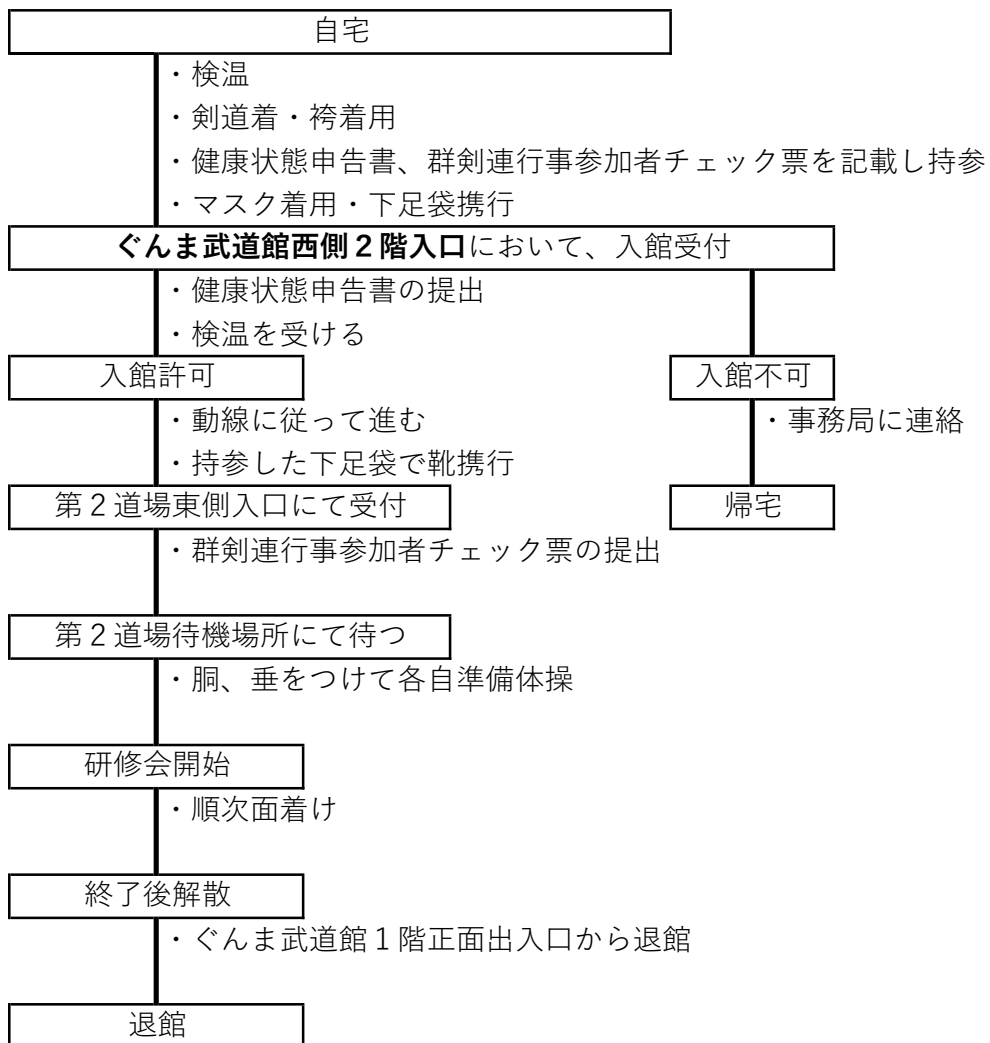 自宅
・検温
・剣道着・袴着用
・健康状態申告書、群剣連行事参加者チェック票を記載し持参
・マスク着用・下足袋携行
ぐんま武道館西側２階入口において、入館受付
・健康状態申告書の提出
・検温を受ける
入館許可
入館不可
・動線に従って進む
・事務局に連絡
・持参した下足袋で靴携行
第２道場東側入口にて受付
帰宅
・群剣連行事参加者チェック票の提出
第２道場待機場所にて待つ
・胴、垂をつけて各自準備体操
研修会開始
・順次面着け
終了後解散
・ぐんま武道館１階正面出入口から退館
退館